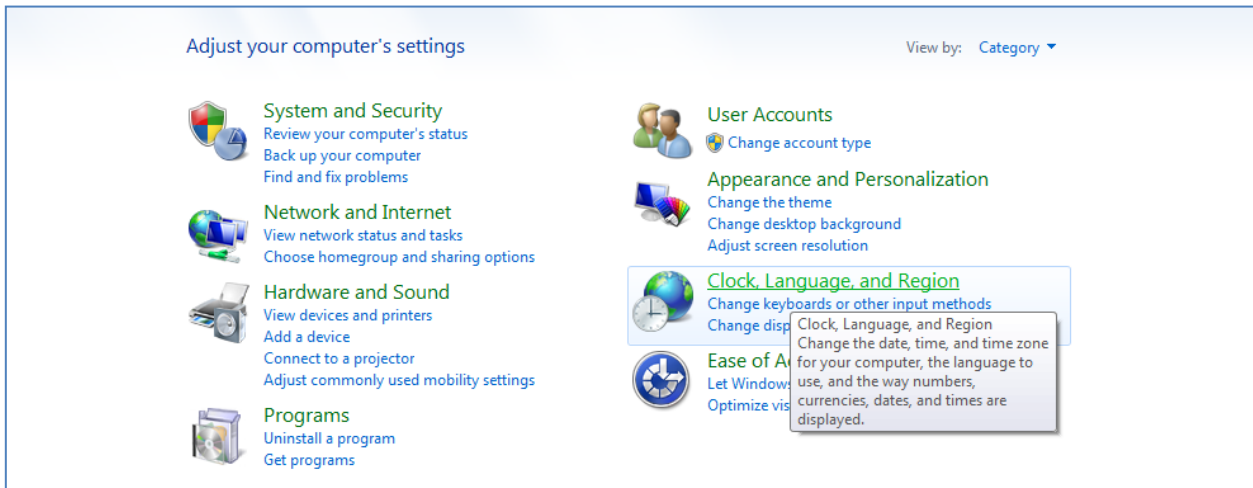 Adjust your computer's settings
View by: Category
System and Security
Review your computer's status
Back up your computer
Find and fix problems
Network and Internet
View network status and tasks
Choose homegroup and sharing options
Hardware and Sound
View devices and printers
Add a device
Connect to a projector
Adjust commonly used mobility settings
Programs
Uninstall a program
Get programs
User Accounts
Change account type
Appearance and Personalization
Change the theme
Change desktop background
Adjust screen resolution
Clock, Language, and Region
Change keyboards or other input methods
Change disp
Clock, Language, and Region
Change the date, time, and time zone
for your computer, the language to
use, and the way numbers,
currencies, dates, and times are
displayed.
Ease of A
Let Windows
Optimize vis